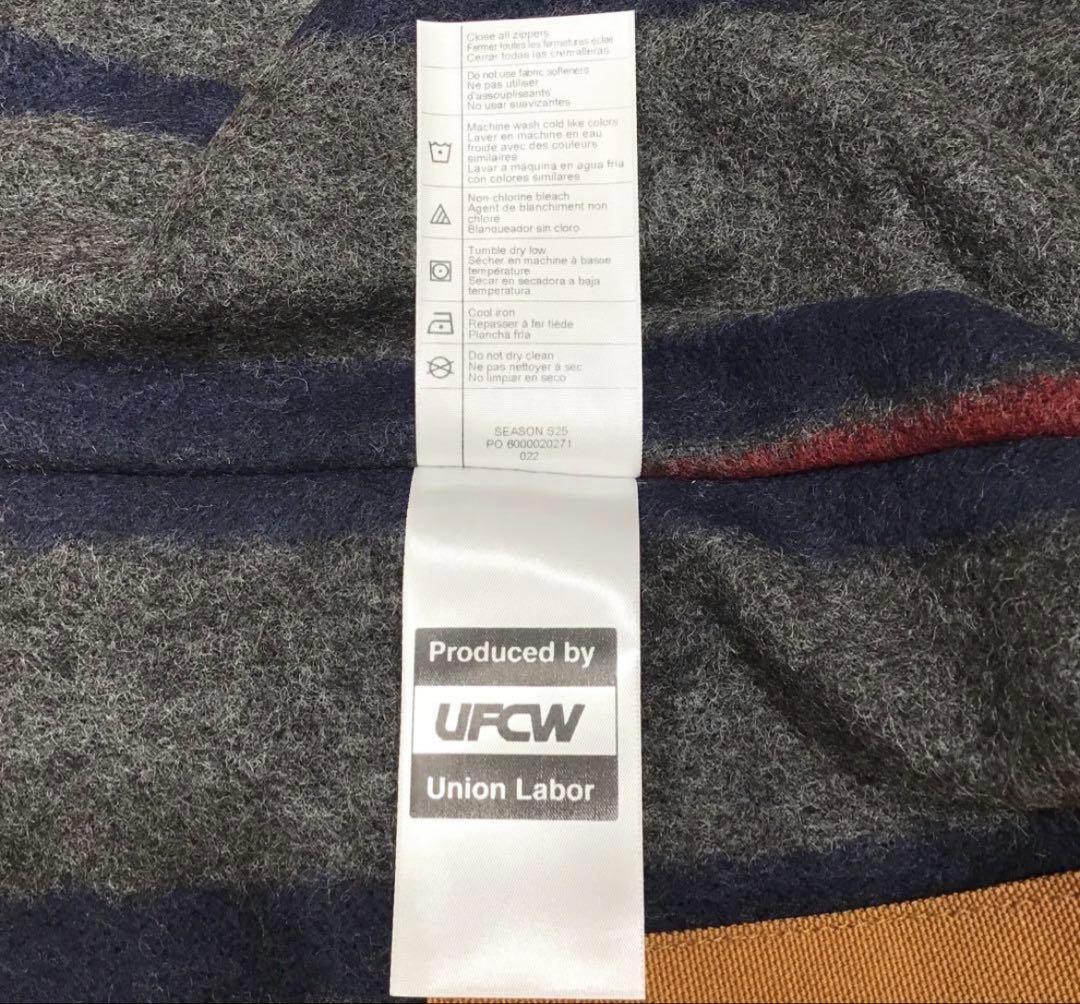 Close all zippers
Fermer toutes les fermetures éclair
Cerrar todas las cremalleras
Do not use fabric softeners
Ne pas utiliser
d'assouplissants
No usar suavizantes
Machine wash cold like colors
Laver en machine en eau
froide avec des couleurs
similaires
Lavar a máquina en agua fria
con colores similares
Non-chlorine bleach
Agent de blanchiment non
chloré
Blanqueador sin cloro
Tumble dry low
Sécher en machine à basse
température
Secar en secadora a baja
temperatura
Cool iron
Repasser à fer tiède
Plancha fria
Do not dry clean
Ne pas nettoyer à sec
No limpiar en seco
SEASON S25
PO 6000020271
022
Produced by
UFCW
Union Labor